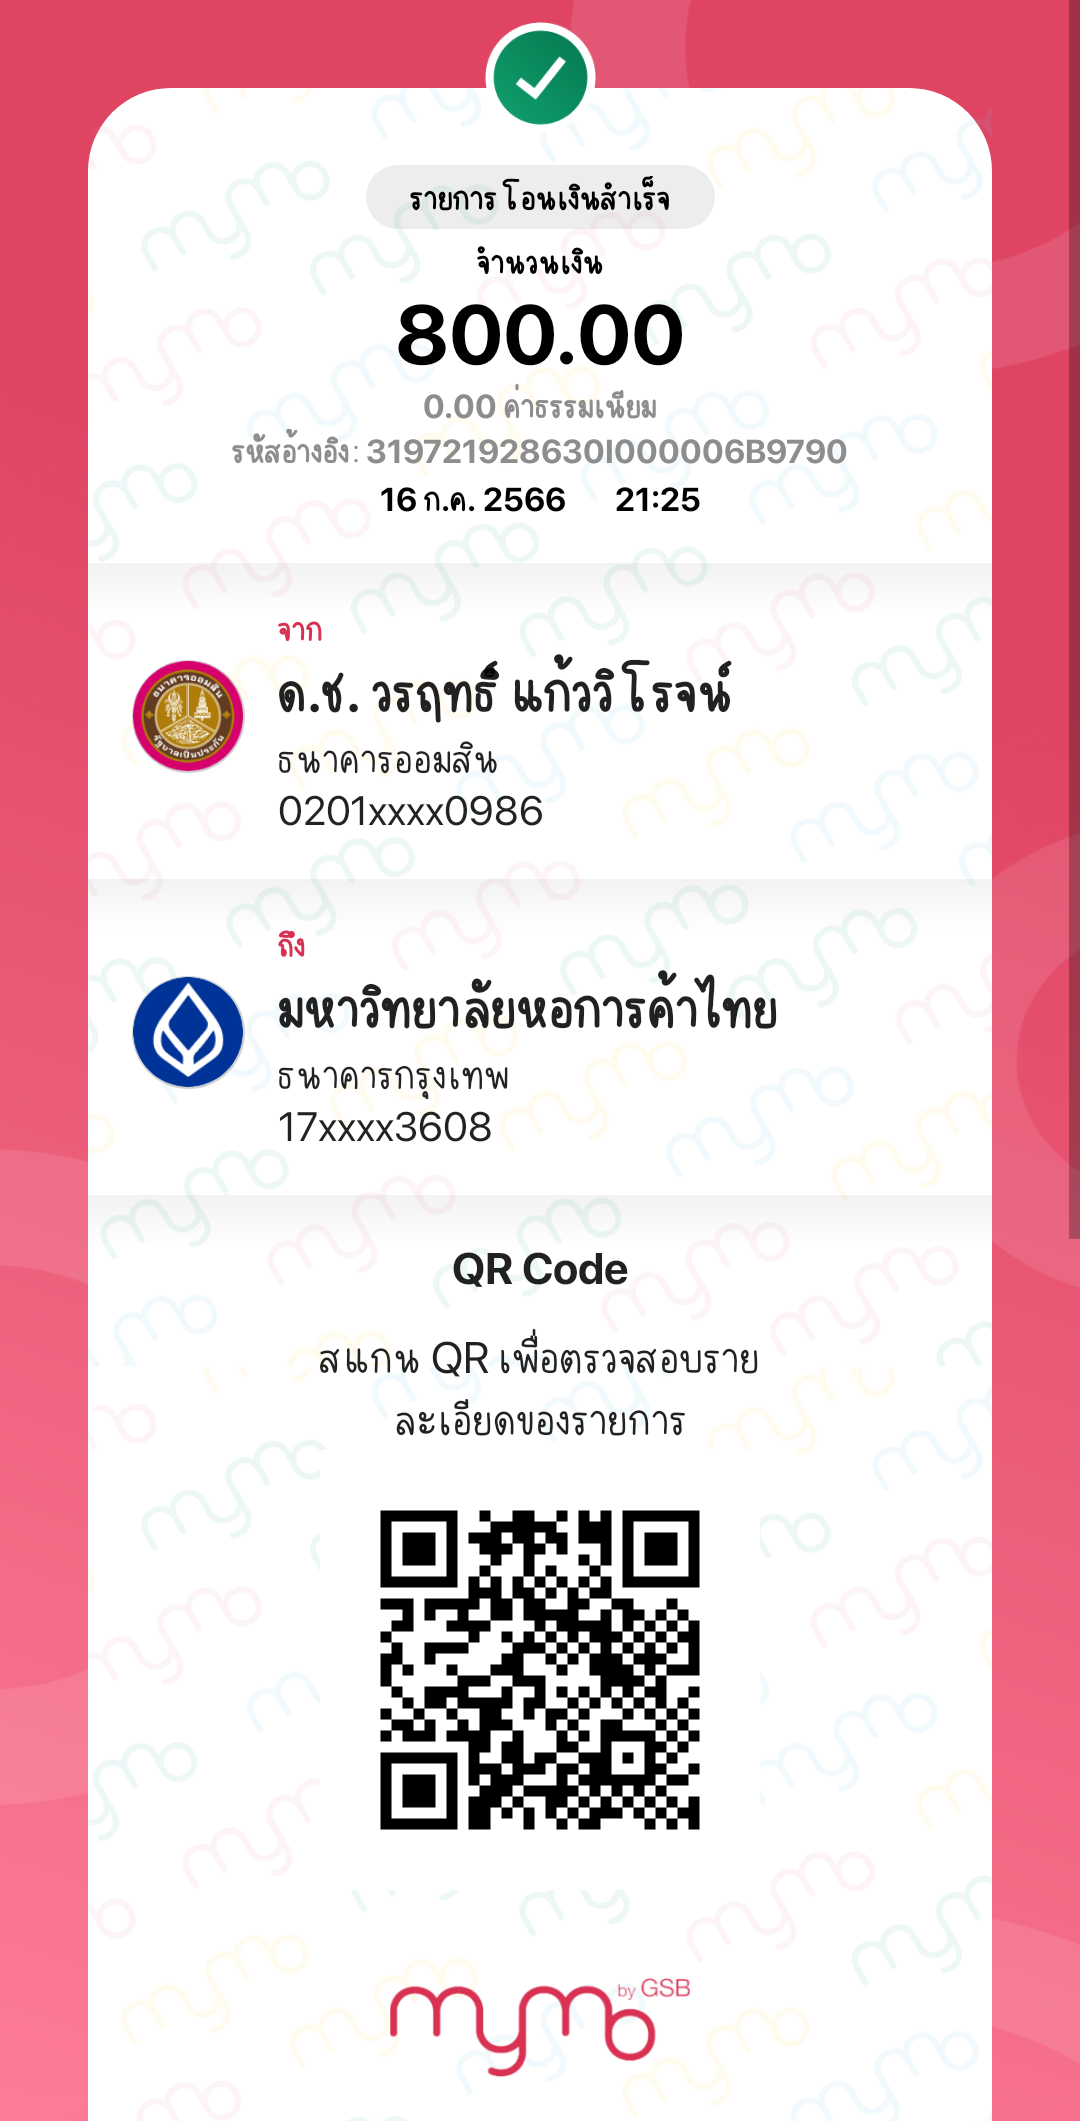 รายการโอนเงินสำเร็จ
จำนวนเงิน
800.00
0.00 ค่าธรรมเนียม
รหัสอ้างอิง: 319721928630I000006B9790
16 ก.ค. 2566 21:25
จาก
ด.ช. วรฤทธิ์ แก้ววิโรจน์
ธนาคารออมสิน
0201xxxx0986
ถึง
มหาวิทยาลัยหอการค้าไทย
ธนาคารกรุงเทพ
17xxxx3608
QR Code
สแกน QR เพื่อตรวจสอบราย
ละเอียดของรายการ
mymo by GSB